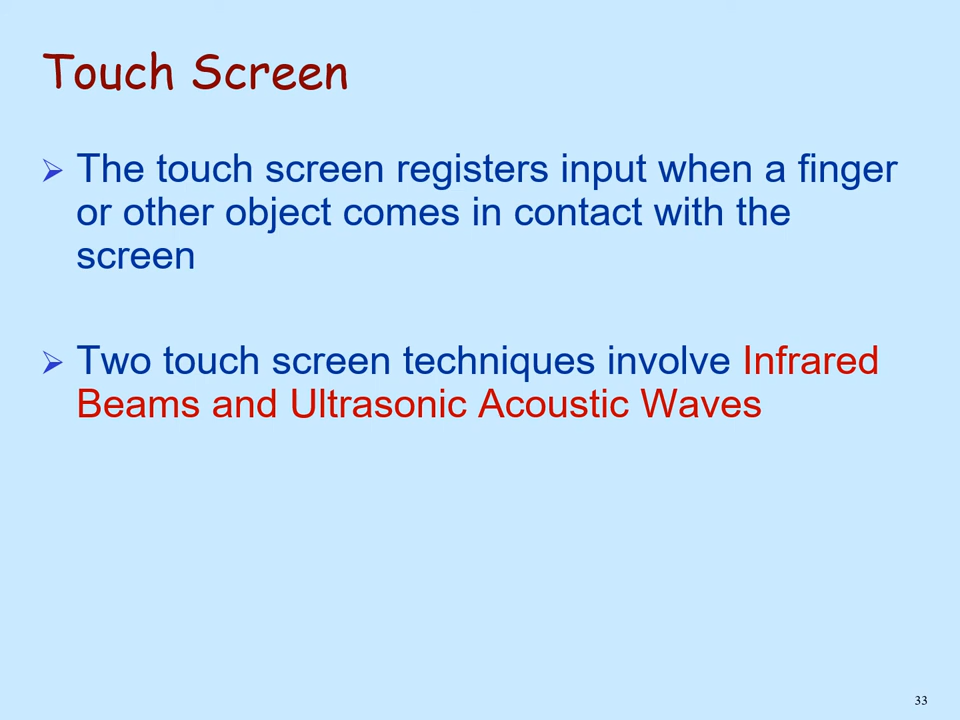 Touch Screen
➢ The touch screen registers input when a finger
or other object comes in contact with the
screen
➢ Two touch screen techniques involve Infrared
Beams and Ultrasonic Acoustic Waves
33